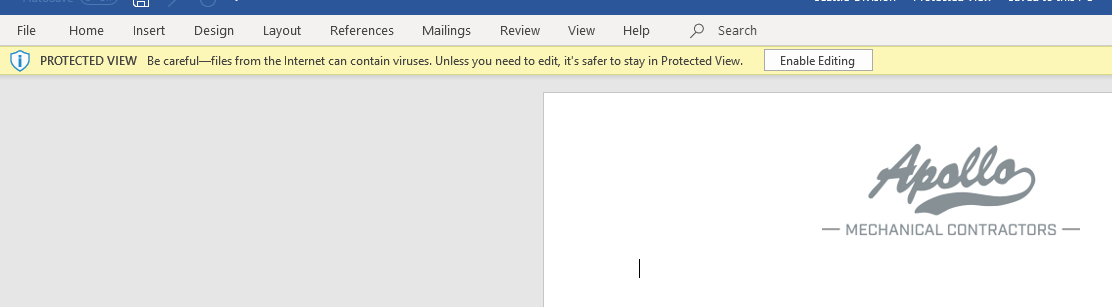 File Home Insert Design Layout References Mailings Review View Help Search
PROTECTED VIEW Be careful—files from the Internet can contain viruses. Unless you need to edit, it's safer to stay in Protected View. Enable Editing
Apollo
MECHANICAL CONTRACTORS